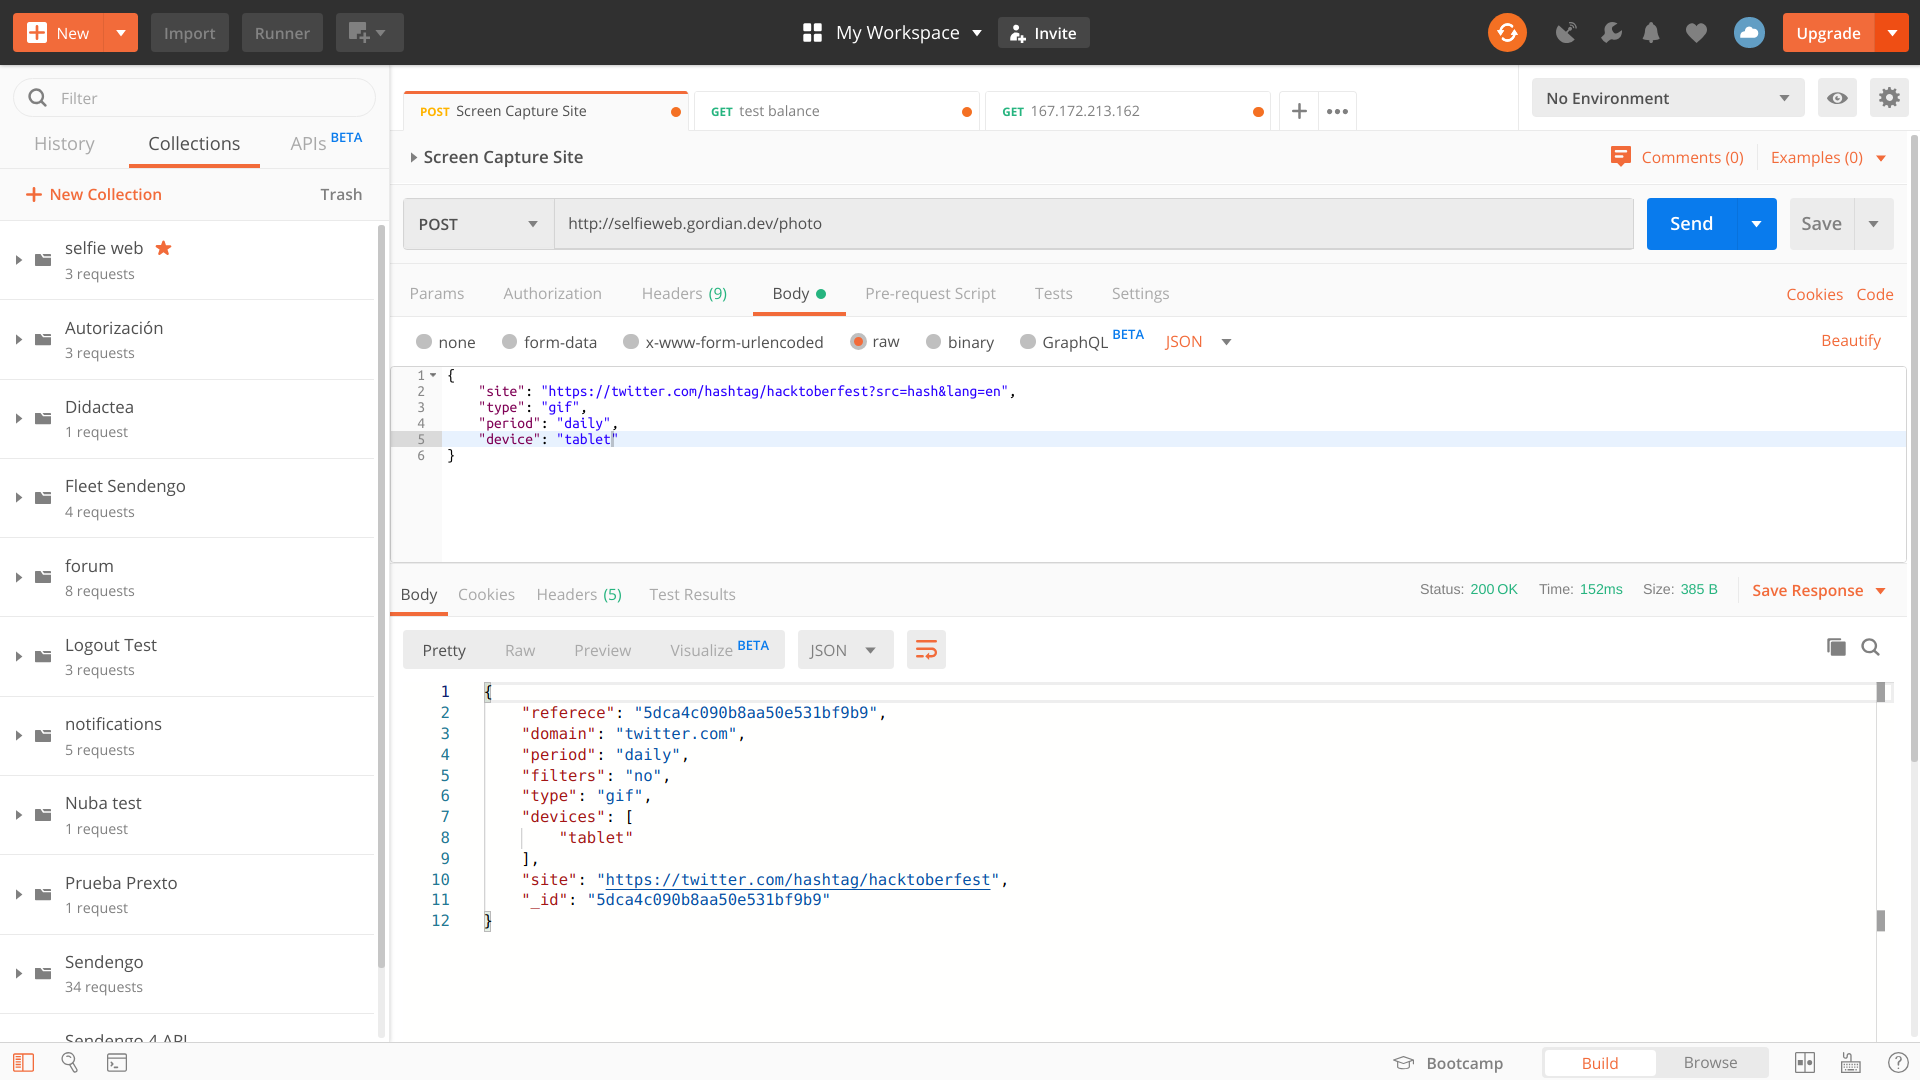 New
Import
Runner
My Workspace
Invite
Upgrade
Filter
History
Collections
APIs BETA
New Collection
Trash
selfie web
3 requests
Autorización
3 requests
Didactea
1 request
Fleet Sendengo
4 requests
forum
8 requests
Logout Test
3 requests
notifications
5 requests
Nuba test
1 request
Prueba Prexto
1 request
Sendengo
34 requests
Sendengo 4 API
POST Screen Capture Site
GET test balance
GET 167.172.213.162
No Environment
Screen Capture Site
Comments (0)
Examples (0)
POST
http://selfieweb.gordian.dev/photo
Send
Save
Params
Authorization
Headers (9)
Body
Pre-request Script
Tests
Settings
Cookies
Code
none
form-data
x-www-form-urlencoded
raw
binary
GraphQL BETA
JSON
Beautify
1 {
2 "site": "https://twitter.com/hashtag/hacktoberfest?src=hash&lang=en",
3 "type": "gif",
4 "period": "daily",
5 "device": "tablet"
6 }
Body
Cookies
Headers (5)
Test Results
Status: 200 OK
Time: 152ms
Size: 385 B
Save Response
Pretty
Raw
Preview
Visualize BETA
JSON
1 {
2 "referece": "5dca4c090b8aa50e531bf9b9",
3 "domain": "twitter.com",
4 "period": "daily",
5 "filters": "no",
6 "type": "gif",
7 "devices": [
8 "tablet"
9 ],
10 "site": "https://twitter.com/hashtag/hacktoberfest",
11 "_id": "5dca4c090b8aa50e531bf9b9"
12 }
Bootcamp
Build
Browse